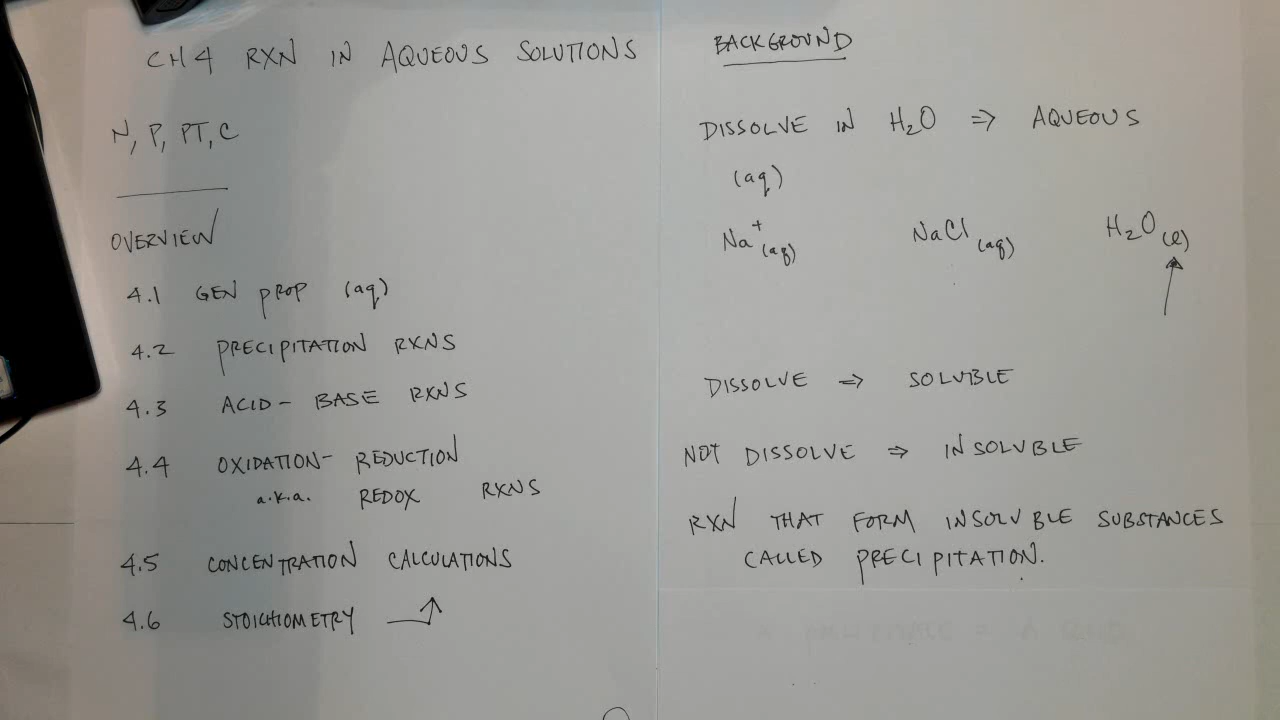 CH 4 RXN IN AQUEOUS SOLUTIONS
N, P, PT, C
OVERVIEW
4.1 GEN PROP (aq)
4.2 PRECIPITATION RXNS
4.3 ACID-BASE RXNS
4.4 OXIDATION-REDUCTION
a.k.a. REDOX RXNS
4.5 CONCENTRATION CALCULATIONS
4.6 STOICHIOMETRY
BACKGROUND
DISSOLVE IN H₂O ⇒ AQUEOUS
(aq)
Na⁺(aq) NaCl (aq) H₂O(l)
DISSOLVE ⇒ SOLUBLE
NOT DISSOLVE ⇒ INSOLUBLE
RXN THAT FORM INSOLUBLE SUBSTANCES
CALLED PRECIPITATION.